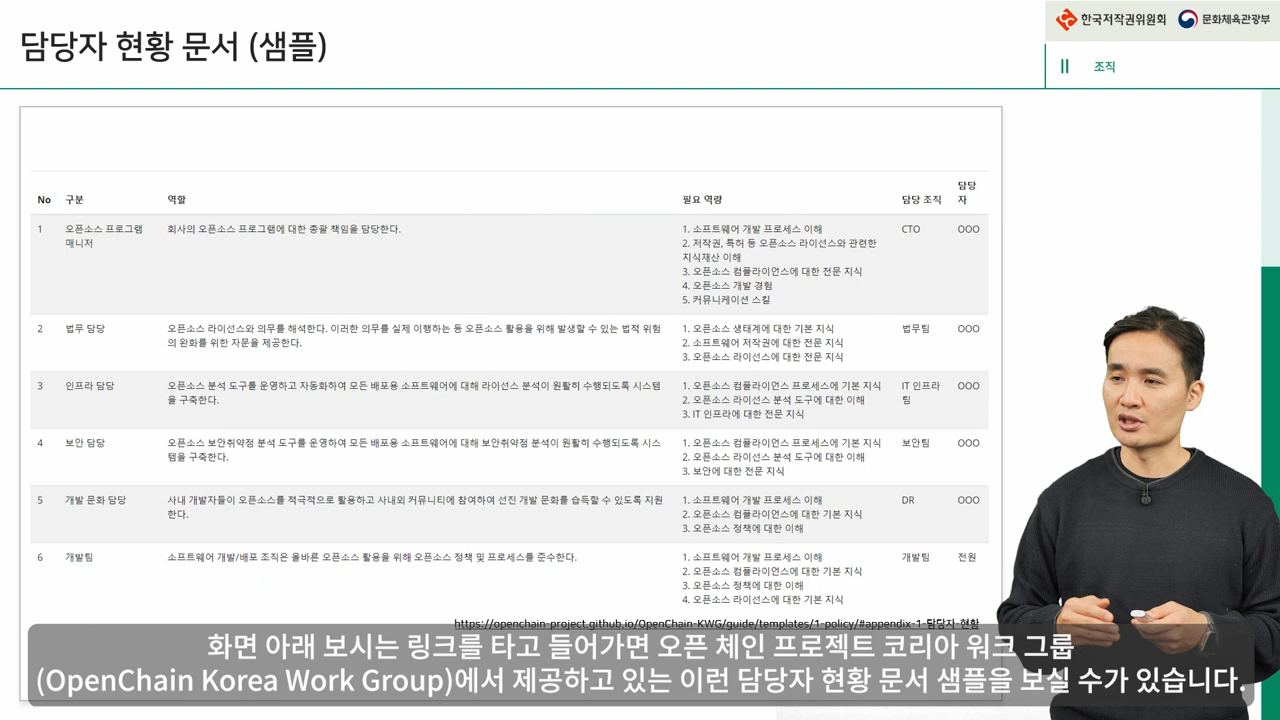 담당자 현황 문서 (샘플)
한국저작권위원회 문화체육관광부
II 조직
No 구분 역할 필요 역량 담당 조직 담당
자
1 오픈소스 프로그램
매니저
회사의 오픈소스 프로그램에 대한 총괄 책임을 담당한다.
1. 소프트웨어 개발 프로세스 이해
2. 저작권, 특허 등 오픈소스 라이선스와 관련한
지식재산 이해
3. 오픈소스 컴플라이언스에 대한 전문 지식
4. 오픈소스 개발 경험
5. 커뮤니케이션 스킬
CTO OOO
2 법무 담당
오픈소스 라이선스와 의무를 해석한다. 이러한 의무를 실제 이행하는 등 오픈소스 활용을 위해 발생할 수 있는 법적 위험
의 완화를 위한 자문을 제공한다.
1. 오픈소스 생태계에 대한 기본 지식
2. 소프트웨어 저작권에 대한 전문 지식
3. 오픈소스 라이선스에 대한 전문 지식
법무팀 OOO
3 인프라 담당
오픈소스 분석 도구를 운영하고 자동화하여 모든 배포용 소프트웨어에 대해 라이선스 분석이 원활히 수행되도록 시스템
을 구축한다.
1. 오픈소스 컴플라이언스 프로세스에 기본 지식
2. 오픈소스 라이선스 분석 도구에 대한 이해
3. IT 인프라에 대한 전문 지식
IT 인프라
팀
OOO
4 보안 담당
오픈소스 보안취약점 분석 도구를 운영하여 모든 배포용 소프트웨어에 대해 보안취약점 분석이 원활히 수행되도록 시스
템을 구축한다.
1. 오픈소스 컴플라이언스 프로세스에 기본 지식
2. 오픈소스 라이선스 분석 도구에 대한 이해
3. 보안에 대한 전문 지식
보안팀 OOO
5 개발 문화 담당
사내 개발자들이 오픈소스를 적극적으로 활용하고 사내외 커뮤니티에 참여하여 선진 개발 문화를 습득할 수 있도록 지원
한다.
1. 소프트웨어 개발 프로세스 이해
2. 오픈소스 컴플라이언스에 대한 기본 지식
3. 오픈소스 정책에 대한 이해
DR OOO
6 개발팀
소프트웨어 개발/배포 조직은 올바른 오픈소스 활용을 위해 오픈소스 정책 및 프로세스를 준수한다.
1. 소프트웨어 개발 프로세스 이해
2. 오픈소스 컴플라이언스에 대한 기본 지식
3. 오픈소스 정책에 대한 이해
4. 오픈소스 라이선스에 대한 기본 지식
개발팀 전원
https://openchain-project.github.io/OpenChain-KWG/guide/templates/1-policy/#appendix-1-담당자-현황
화면 아래 보시는 링크를 타고 들어가면 오픈 체인 프로젝트 코리아 워크 그룹
(OpenChain Korea Work Group)에서 제공하고 있는 이런 담당자 현황 문서 샘플을 보실 수가 있습니다.